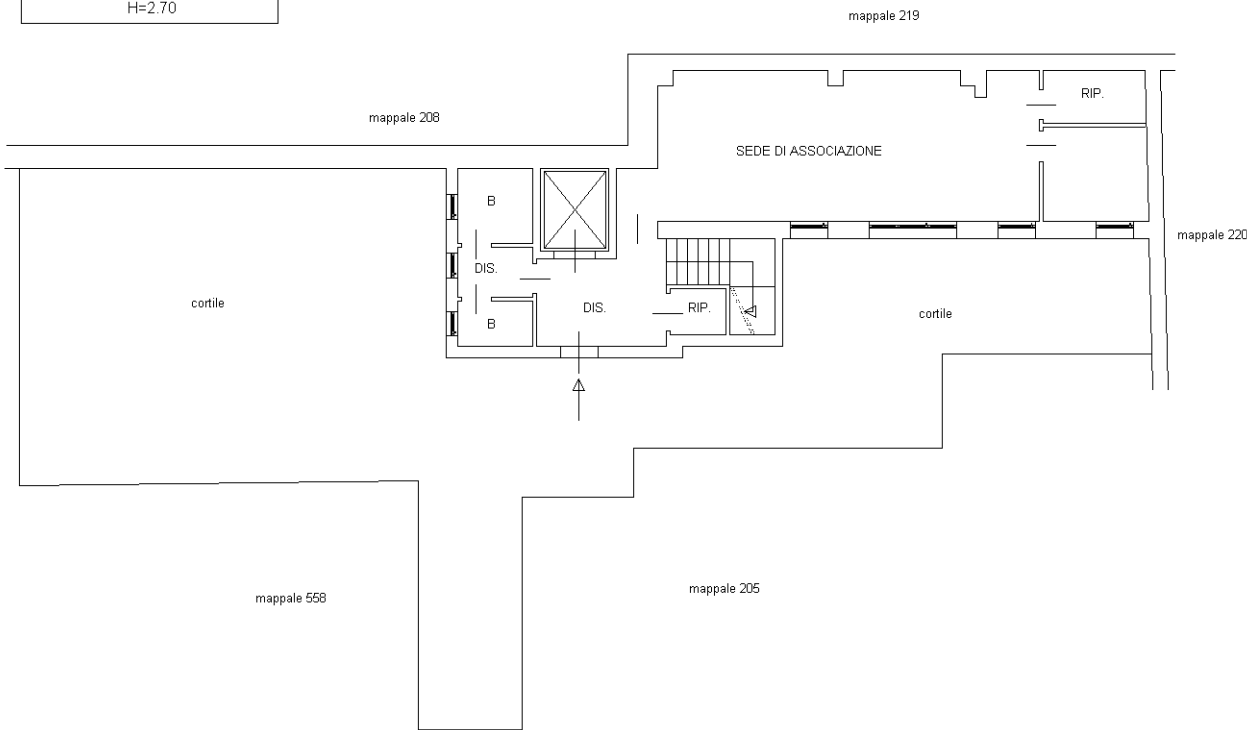 H=2.70
mappale 219
RIP.
mappale 208
SEDE DI ASSOCIAZIONE
B
mappale 220
DIS.
cortile
DIS.
RIP.
cortile
B
mappale 558
mappale 205